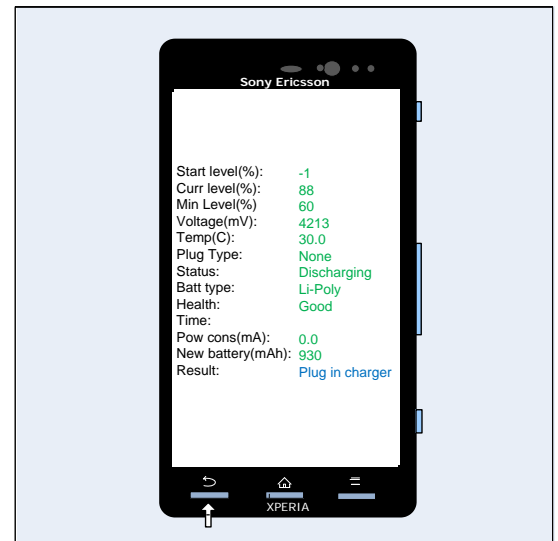 Sony Ericsson
Start level(%): -1
Curr level(%): 88
Min Level(%) 60
Voltage(mV): 4213
Temp(C): 30.0
Plug Type: None
Status: Discharging
Batt type: Li-Poly
Health: Good
Time:
Pow cons(mA): 0.0
New battery(mAh): 930
Result: Plug in charger
XPERIA